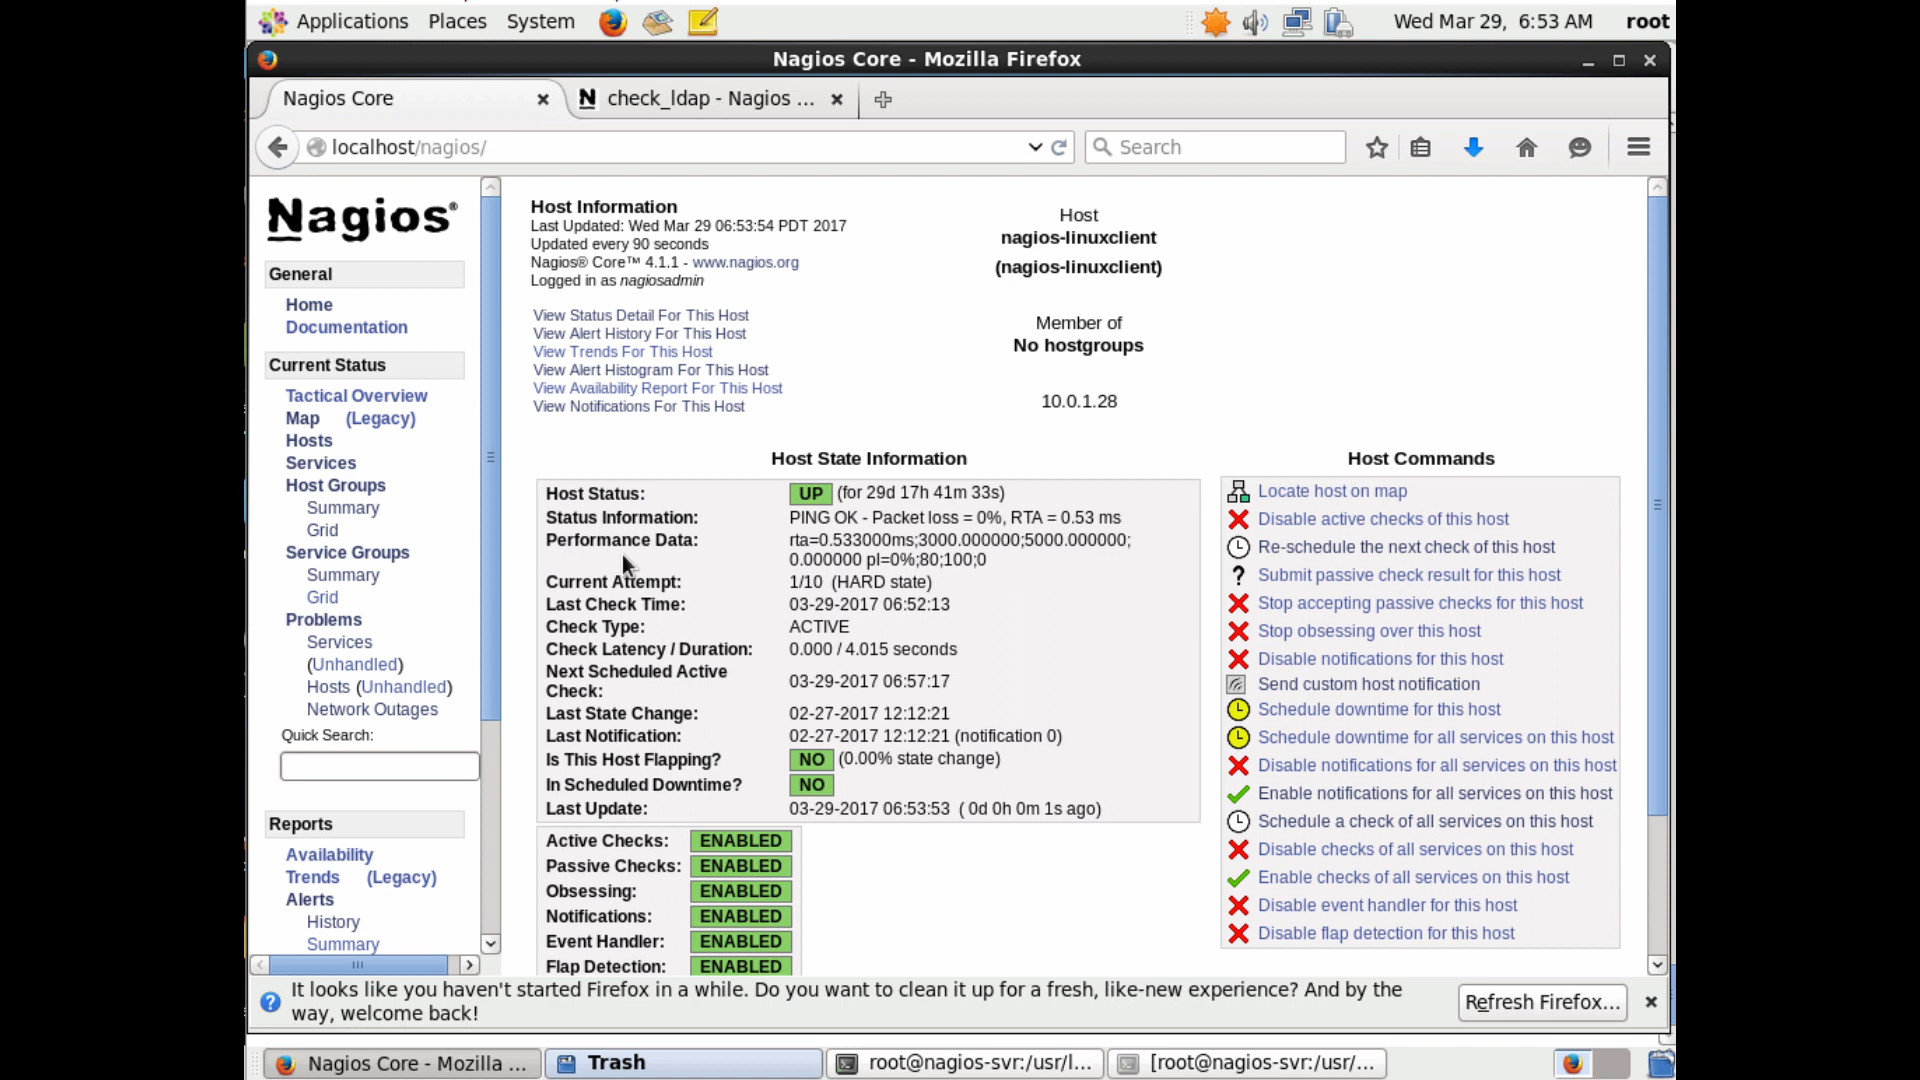 Applications Places System Wed Mar 29, 6:53 AM root
Nagios Core - Mozilla Firefox
Nagios Core check_ldap - Nagios ...
localhost/nagios/ Search
Nagios®
General
Home
Documentation
Current Status
Tactical Overview
Map (Legacy)
Hosts
Services
Host Groups
Summary
Grid
Service Groups
Summary
Grid
Problems
Services
(Unhandled)
Hosts (Unhandled)
Network Outages
Quick Search:
Reports
Availability
Trends (Legacy)
Alerts
History
Summary
Host Information
Last Updated: Wed Mar 29 06:53:54 PDT 2017
Updated every 90 seconds
Nagios® Core™ 4.1.1 - www.nagios.org
Logged in as nagiosadmin
View Status Detail For This Host
View Alert History For This Host
View Trends For This Host
View Alert Histogram For This Host
View Availability Report For This Host
View Notifications For This Host
Host
nagios-linuxclient
(nagios-linuxclient)
Member of
No hostgroups
10.0.1.28
Host State Information
Host Status: UP (for 29d 17h 41m 33s)
Status Information: PING OK - Packet loss = 0%, RTA = 0.53 ms
Performance Data: rta=0.533000ms;3000.000000;5000.000000;
0.000000 pl=0%;80;100;0
Current Attempt: 1/10 (HARD state)
Last Check Time: 03-29-2017 06:52:13
Check Type: ACTIVE
Check Latency / Duration: 0.000 / 4.015 seconds
Next Scheduled Active
Check: 03-29-2017 06:57:17
Last State Change: 02-27-2017 12:12:21
Last Notification: 02-27-2017 12:12:21 (notification 0)
Is This Host Flapping? NO (0.00% state change)
In Scheduled Downtime? NO
Last Update: 03-29-2017 06:53:53 ( 0d 0h 0m 1s ago)
Active Checks: ENABLED
Passive Checks: ENABLED
Obsessing: ENABLED
Notifications: ENABLED
Event Handler: ENABLED
Flap Detection: ENABLED
Host Commands
Locate host on map
Disable active checks of this host
Re-schedule the next check of this host
Submit passive check result for this host
Stop accepting passive checks for this host
Stop obsessing over this host
Disable notifications for this host
Send custom host notification
Schedule downtime for this host
Schedule downtime for all services on this host
Disable notifications for all services on this host
Enable notifications for all services on this host
Schedule a check of all services on this host
Disable checks of all services on this host
Enable checks of all services on this host
Disable event handler for this host
Disable flap detection for this host
It looks like you haven't started Firefox in a while. Do you want to clean it up for a fresh, like-new experience? And by the
way, welcome back!
Refresh Firefox...
Nagios Core - Mozilla ... Trash root@nagios-svr:/usr/l... [root@nagios-svr:/usr/...